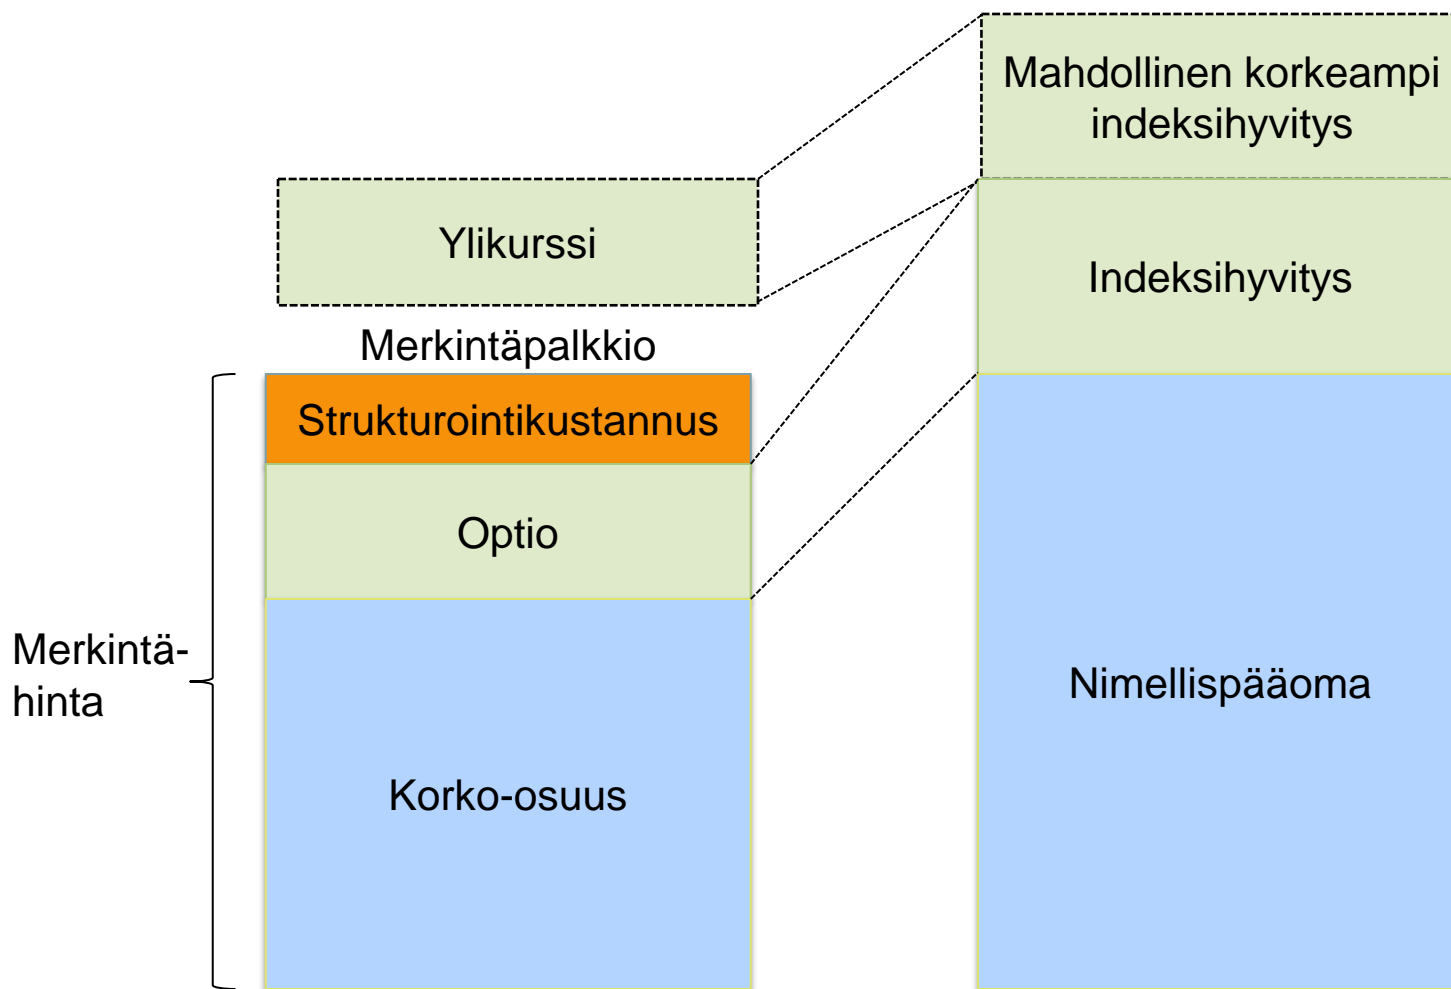 Mahdollinen korkeampi
indeksihyvitys
Ylikurssi
Indeksihyvitys
Merkintäpalkkio
Strukturointikustannus
Optio
Merkintä-
hinta
Nimellispääoma
Korko-osuus